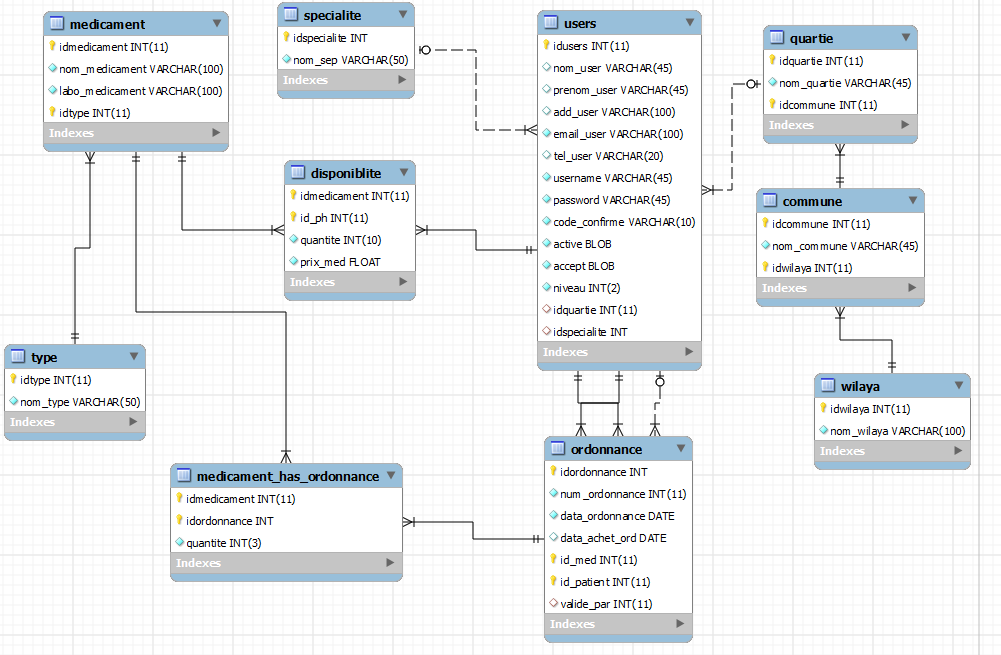 medicament
idmedicament INT(11)
nom_medicament VARCHAR(100)
labo_medicament VARCHAR(100)
idtype INT(11)
Indexes
specialite
idspecialite INT
nom_sep VARCHAR(50)
Indexes
users
idusers INT(11)
nom_user VARCHAR(45)
prenom_user VARCHAR(45)
add_user VARCHAR(100)
email_user VARCHAR(100)
tel_user VARCHAR(20)
username VARCHAR(45)
password VARCHAR(45)
code_confirme VARCHAR(10)
active BLOB
accept BLOB
niveau INT(2)
idquartie INT(11)
idspecialite INT
Indexes
quartie
idquartie INT(11)
nom_quartie VARCHAR(45)
idcommune INT(11)
Indexes
disponiblite
idmedicament INT(11)
id_ph INT(11)
quantite INT(10)
prix_med FLOAT
Indexes
commune
idcommune INT(11)
nom_commune VARCHAR(45)
idwilaya INT(11)
Indexes
type
idtype INT(11)
nom_type VARCHAR(50)
Indexes
wilaya
idwilaya INT(11)
nom_wilaya VARCHAR(100)
Indexes
medicament_has_ordonnance
idmedicament INT(11)
idordonnance INT
quantite INT(3)
Indexes
ordonnance
idordonnance INT
num_ordonnance INT(11)
data_ordonnance DATE
data_achet_ord DATE
id_med INT(11)
id_patient INT(11)
valide_par INT(11)
Indexes